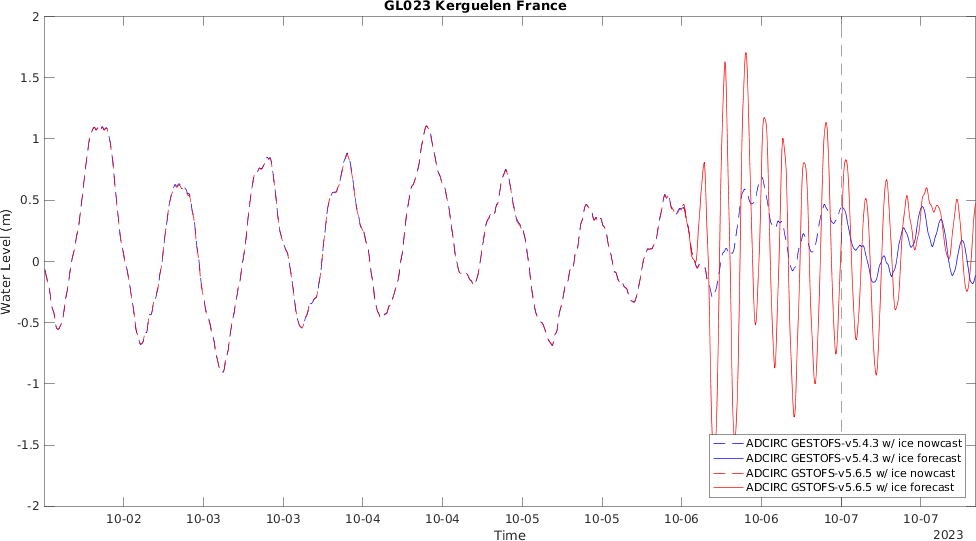 GL023 Kerguelen France
2
1.5
1
0.5
0
-0.5
-1
-1.5
-2
Water Level (m)
ADCIRC GESTOFS-v5.4.3 w/ ice nowcast
ADCIRC GESTOFS-v5.4.3 w/ ice forecast
ADCIRC GSTOFS-v5.6.5 w/ ice nowcast
ADCIRC GSTOFS-v5.6.5 w/ ice forecast
10-02 10-03 10-03 10-04 10-04 10-05 10-05 10-06 10-06 10-07 10-07
Time
2023